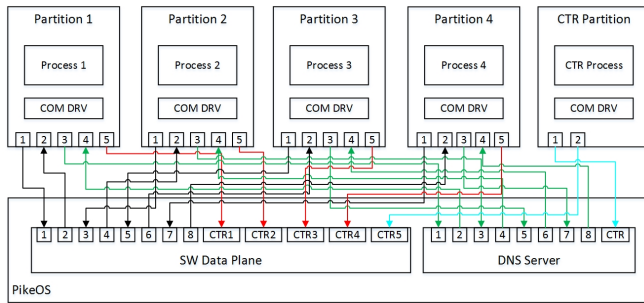 Partition 1 Partition 2 Partition 3 Partition 4 CTR Partition
Process 1 Process 2 Process 3 Process 4 CTR Process
COM DRV COM DRV COM DRV COM DRV COM DRV
1 2 3 4 5 1 2 3 4 5 1 2 3 4 5 1 2 3 4 5 1 2
1 2 3 4 5 6 7 8 CTR1 CTR2 CTR3 CTR4 CTR5 1 2 3 4 5 6 7 8 CTR
SW Data Plane DNS Server
PikeOS